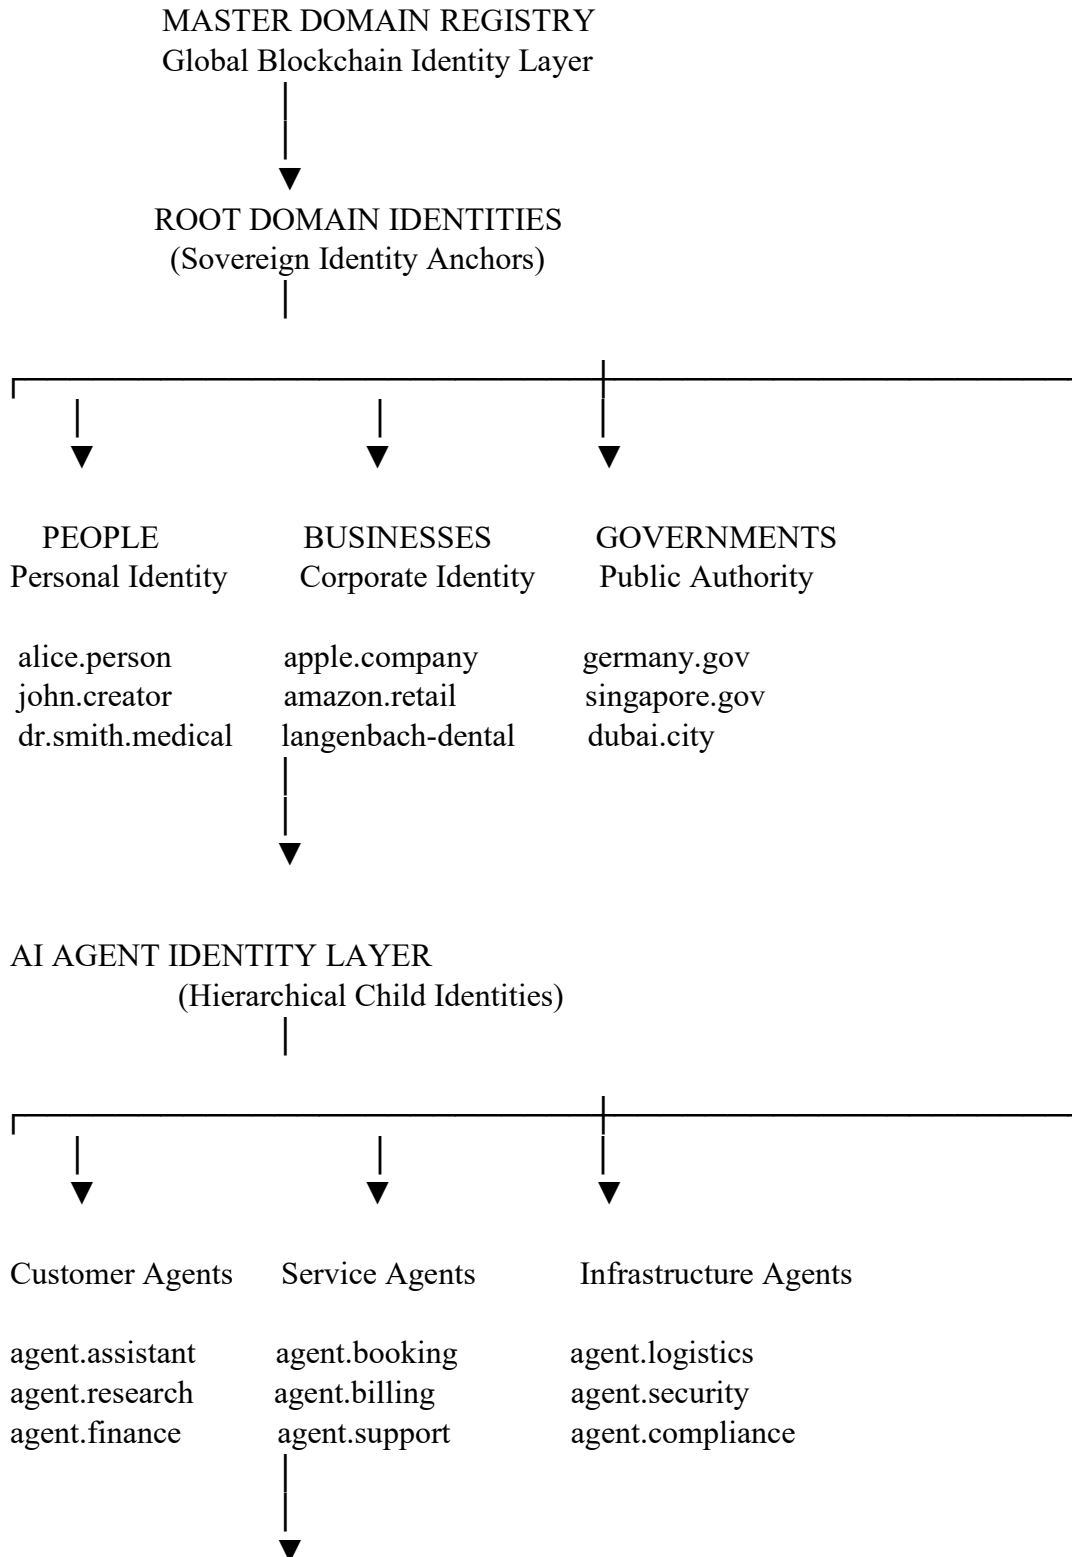 MASTER DOMAIN REGISTRY
Global Blockchain Identity Layer
ROOT DOMAIN IDENTITIES
(Sovereign Identity Anchors)
PEOPLE BUSINESSES GOVERNMENTS
Personal Identity Corporate Identity Public Authority
alice.person apple.company germany.gov
john.creator amazon.retail singapore.gov
dr.smith.medical langenbach-dental dubai.city
AI AGENT IDENTITY LAYER
(Hierarchical Child Identities)
Customer Agents Service Agents Infrastructure Agents
agent.assistant agent.booking agent.logistics
agent.research agent.billing agent.security
agent.finance agent.support agent.compliance